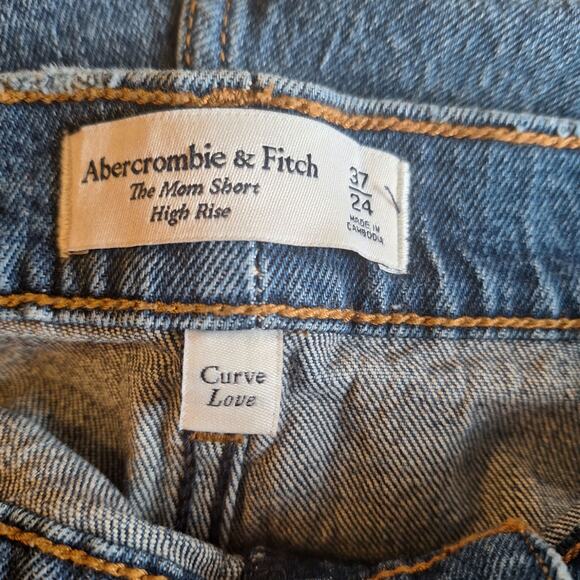 Abercrombie & Fitch
The Mom Short
High Rise
37
24
MADE IN
CAMBODIA
Curve
Love